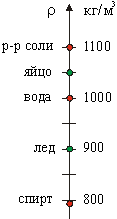 ρ кг/м³
р-р соли 1100
яйцо
вода 1000
лед 900
спирт 800